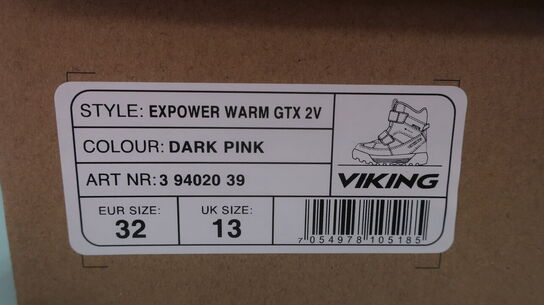 STYLE: EXPOWER WARM GTX 2V
COLOUR: DARK PINK
ART NR: 3 94020 39
VIKING
EUR SIZE: UK SIZE:
32 13
7 054978 105185